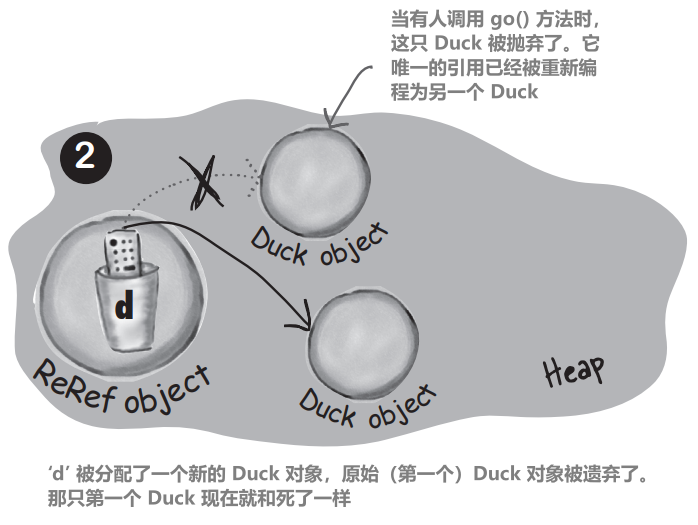 当有人调用 go() 方法时，
这只 Duck 被抛弃了。它
唯一的引用已经被重新编
程为另一个 Duck
2
Duck object
d
ReRef object
Duck object
Heap
‘d’ 被分配了一个新的 Duck 对象，原始（第一个）Duck 对象被遗弃了。
那只第一个 Duck 现在就和死了一样